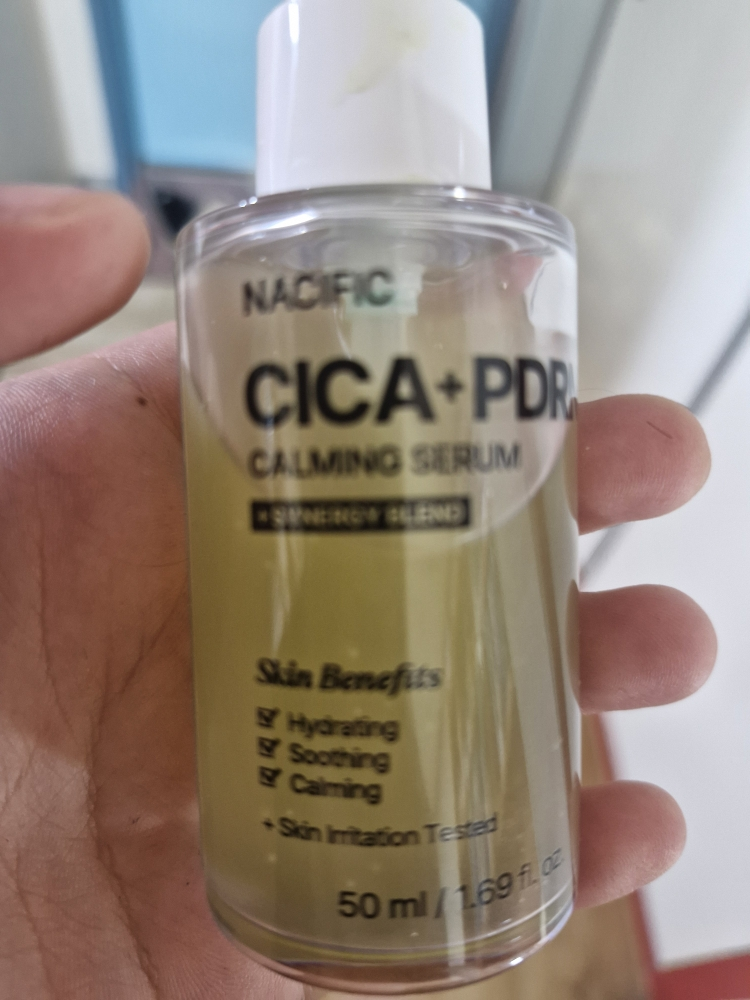 NACIFIC
CICA+PDR
CALMING SERUM
+SYNERGY BLEND
Skin Benefits
☑ Hydrating
☑ Soothing
☑ Calming
+ Skin Irritation Tested
50 ml / 1.69 fl. oz.